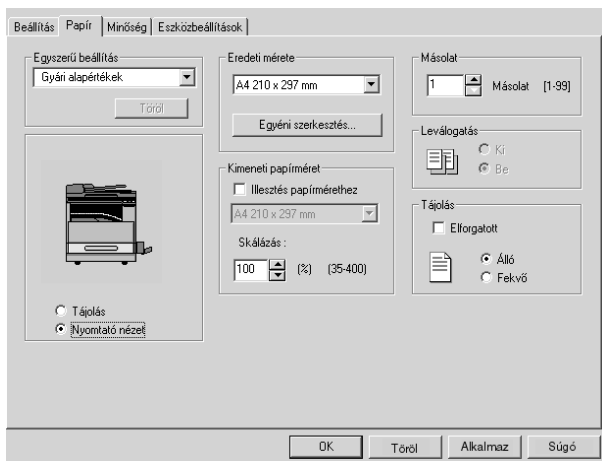 Beállítás Papír Minőség Eszközbeállítások
Egyszerű beállítás
Gyári alapértékek
Töröl
Tájolás
Nyomtató nézet
Eredeti mérete
A4 210 x 297 mm
Egyéni szerkesztés...
Kimeneti papírméret
Illesztés papírmérethez
A4 210 x 297 mm
Skálázás :
100 (%) (35-400)
Másolat
1 Másolat [1-99]
Leválogatás
Ki
Be
Tájolás
Elforgatott
Álló
Fekvő
OK Töröl Alkalmaz Súgó